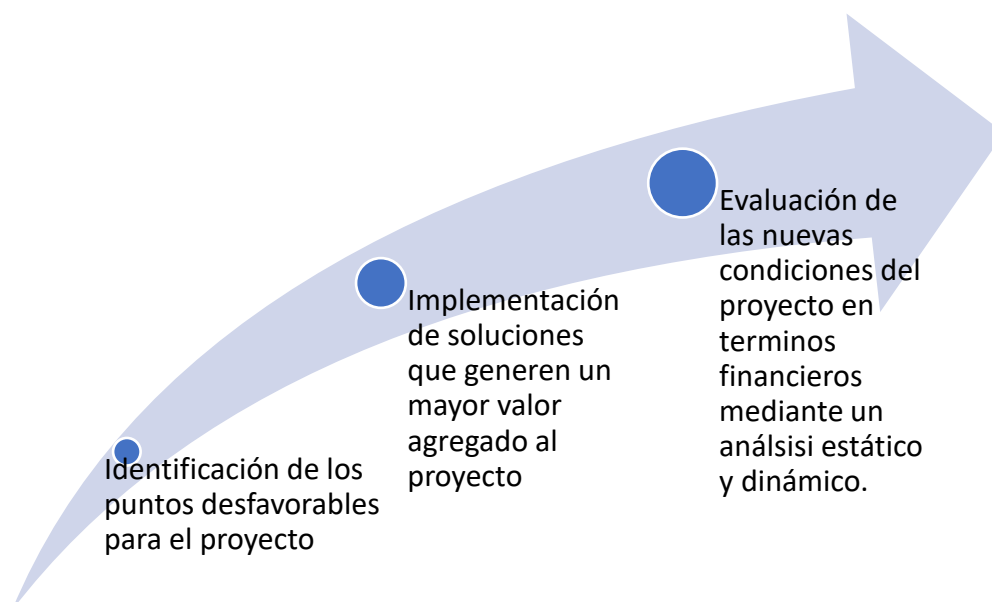 Identificación de los
puntos desfavorables
para el proyecto
Implementación
de soluciones
que generen un
mayor valor
agregado al
proyecto
Evaluación de
las nuevas
condiciones del
proyecto en
terminos
financieros
mediante un
análsisi estático
y dinámico.